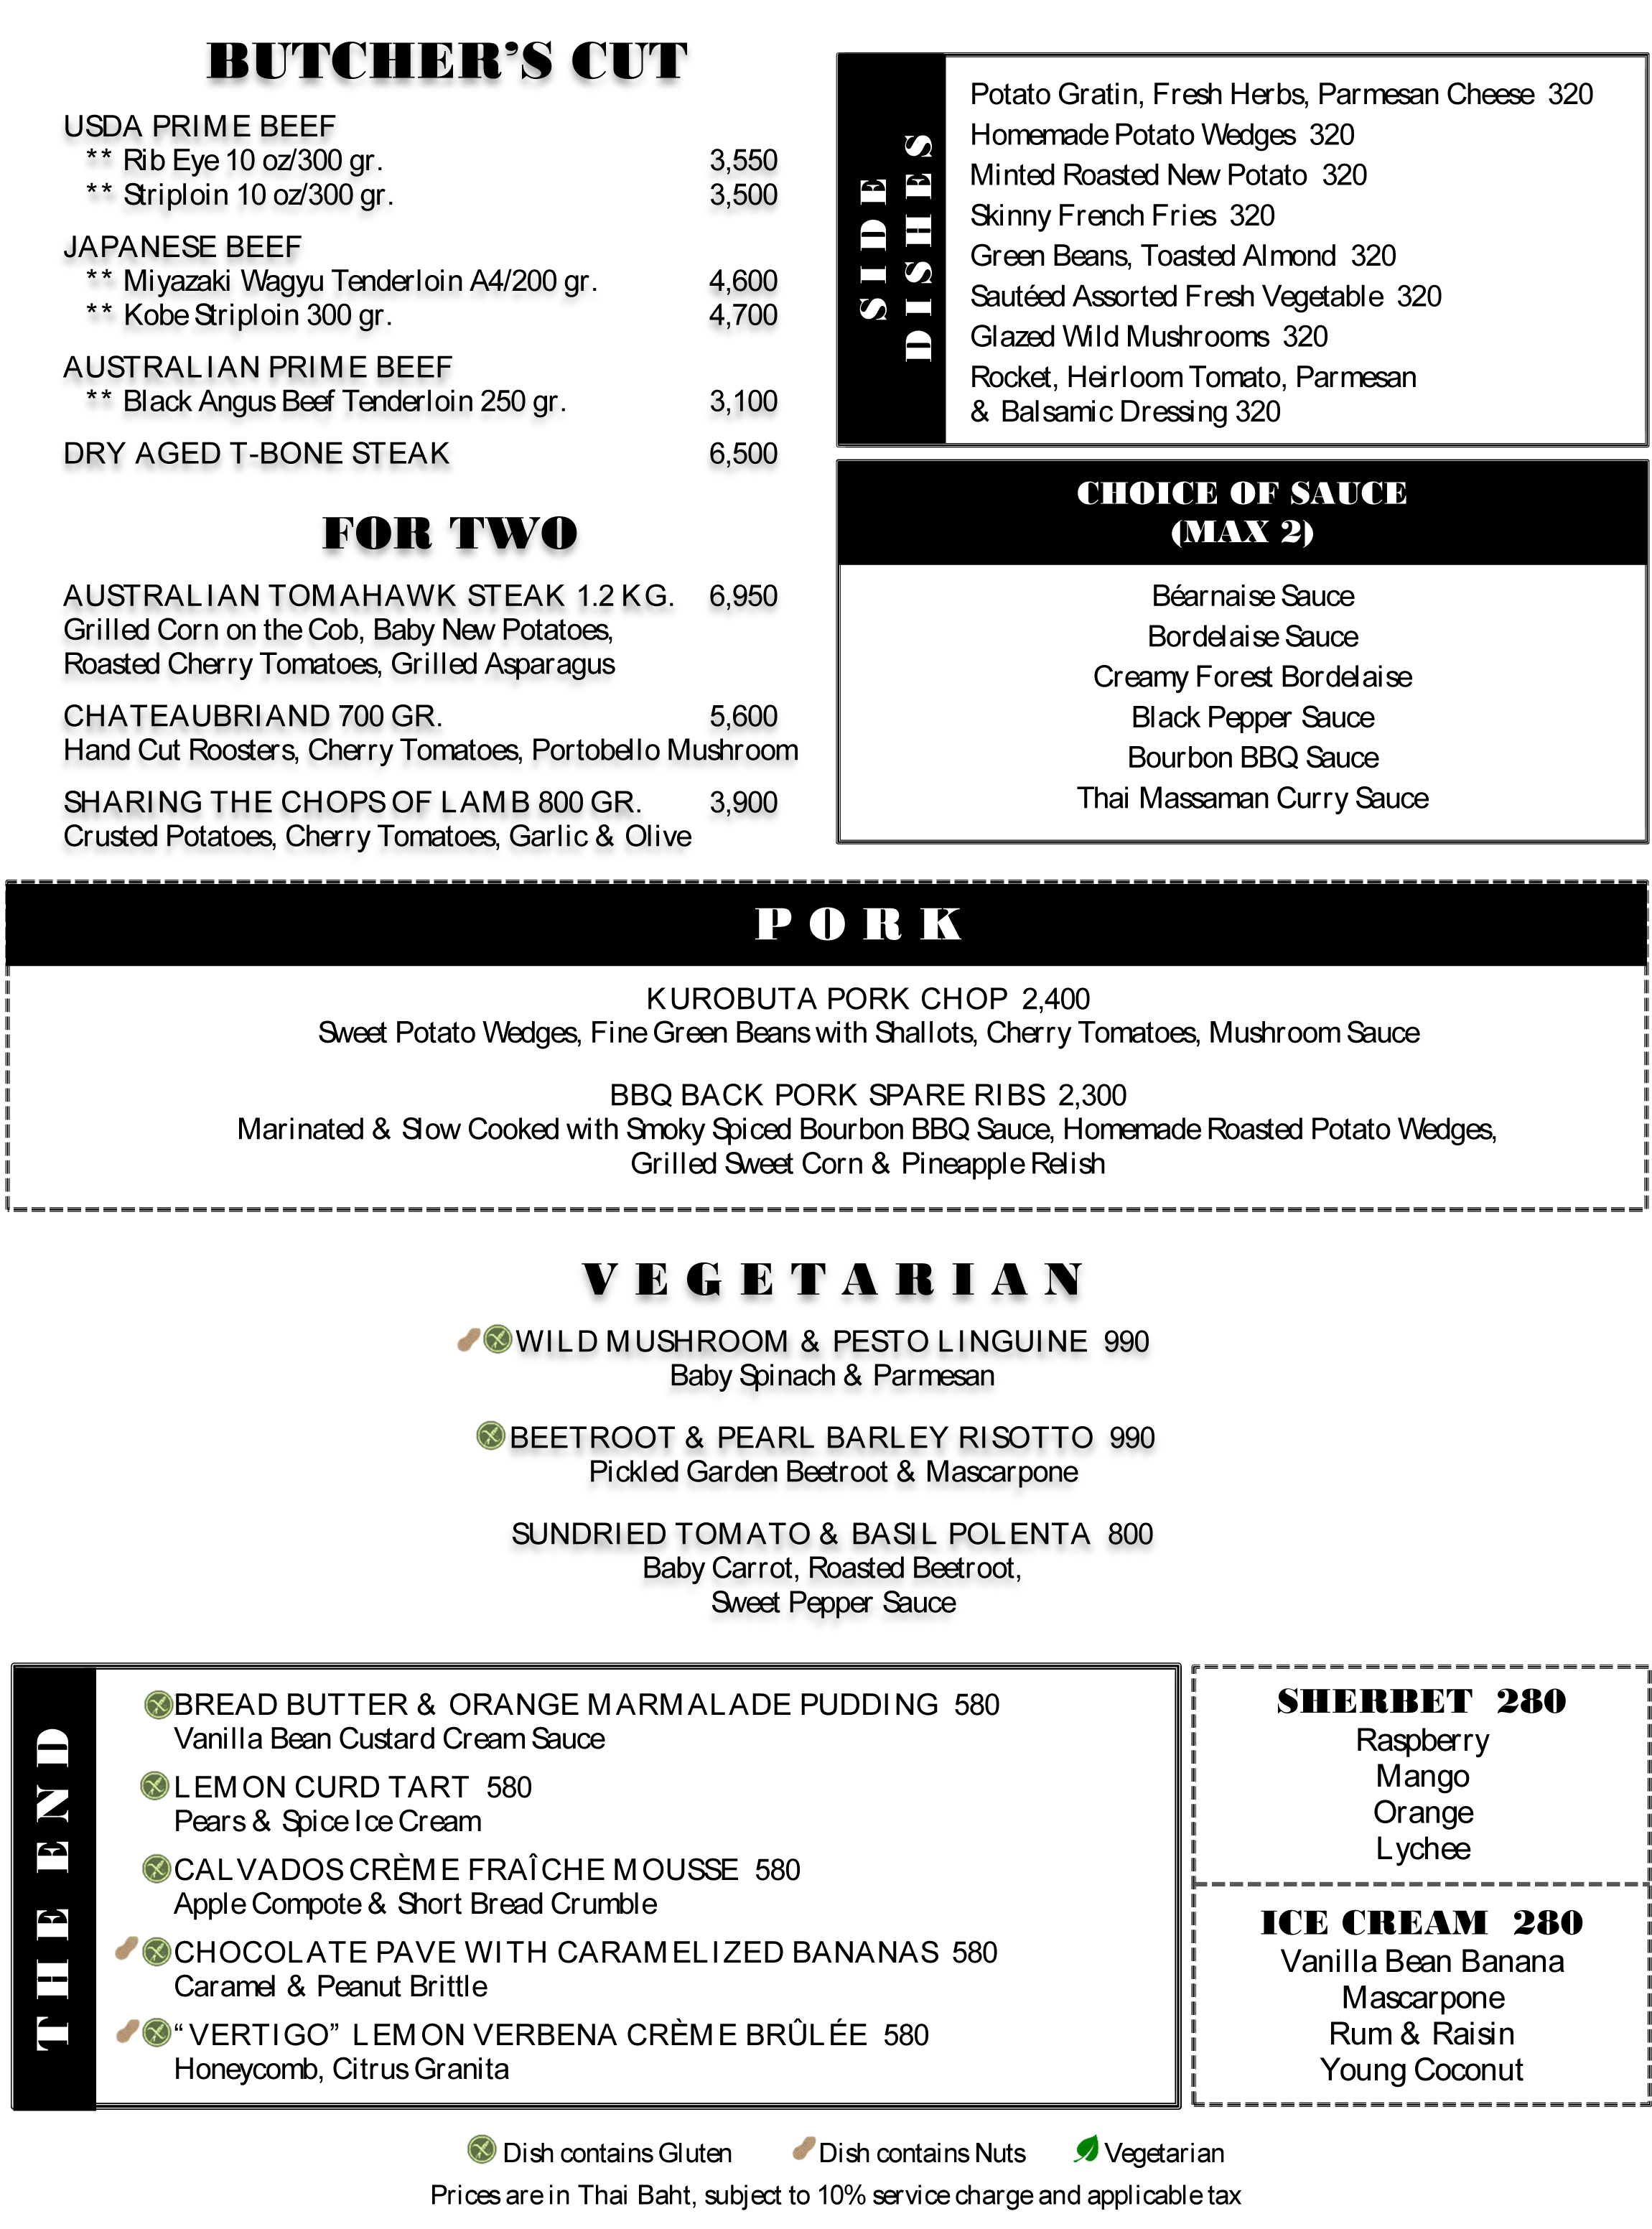 BUTCHER'S CUT
USDA PRIME BEEF
** Rib Eye 10 oz/300 gr. 3,550
** Striploin 10 oz/300 gr. 3,500
JAPANESE BEEF
** Miyazaki Wagyu Tenderloin A4/200 gr. 4,600
** Kobe Striploin 300 gr. 4,700
AUSTRALIAN PRIME BEEF
** Black Angus Beef Tenderloin 250 gr. 3,100
DRY AGED T-BONE STEAK 6,500
FOR TWO
AUSTRALIAN TOMAHAWK STEAK 1.2 KG. 6,950
Grilled Corn on the Cob, Baby New Potatoes,
Roasted Cherry Tomatoes, Grilled Asparagus
CHATEAUBRIAND 700 GR. 5,600
Hand Cut Roosters, Cherry Tomatoes, Portobello Mushroom
SHARING THE CHOPS OF LAMB 800 GR. 3,900
Crusted Potatoes, Cherry Tomatoes, Garlic & Olive
SIDE
DISHES
Potato Gratin, Fresh Herbs, Parmesan Cheese 320
Homemade Potato Wedges 320
Minted Roasted New Potato 320
Skinny French Fries 320
Green Beans, Toasted Almond 320
Sautéed Assorted Fresh Vegetable 320
Glazed Wild Mushrooms 320
Rocket, Heirloom Tomato, Parmesan
& Balsamic Dressing 320
CHOICE OF SAUCE
(MAX 2)
Béarnaise Sauce
Bordelaise Sauce
Creamy Forest Bordelaise
Black Pepper Sauce
Bourbon BBQ Sauce
Thai Massaman Curry Sauce
PORK
KUROBUTA PORK CHOP 2,400
Sweet Potato Wedges, Fine Green Beans with Shallots, Cherry Tomatoes, Mushroom Sauce
BBQ BACK PORK SPARE RIBS 2,300
Marinated & Slow Cooked with Smoky Spiced Bourbon BBQ Sauce, Homemade Roasted Potato Wedges,
Grilled Sweet Corn & Pineapple Relish
VEGETARIAN
WILD MUSHROOM & PESTO LINGUINE 990
Baby Spinach & Parmesan
BEETROOT & PEARL BARLEY RISOTTO 990
Pickled Garden Beetroot & Mascarpone
SUNDRIED TOMATO & BASIL POLENTA 800
Baby Carrot, Roasted Beetroot,
Sweet Pepper Sauce
THE END
BREAD BUTTER & ORANGE MARMALADE PUDDING 580
Vanilla Bean Custard Cream Sauce
LEMON CURD TART 580
Pears & Spice Ice Cream
CALVADOS CRÈME FRAÎCHE MOUSSE 580
Apple Compote & Short Bread Crumble
CHOCOLATE PAVE WITH CARAMELIZED BANANAS 580
Caramel & Peanut Brittle
"VERTIGO" LEMON VERBENA CRÈME BRÛLÉE 580
Honeycomb, Citrus Granita
SHERBET 280
Raspberry
Mango
Orange
Lychee
ICE CREAM 280
Vanilla Bean Banana
Mascarpone
Rum & Raisin
Young Coconut
Dish contains Gluten Dish contains Nuts Vegetarian
Prices are in Thai Baht, subject to 10% service charge and applicable tax